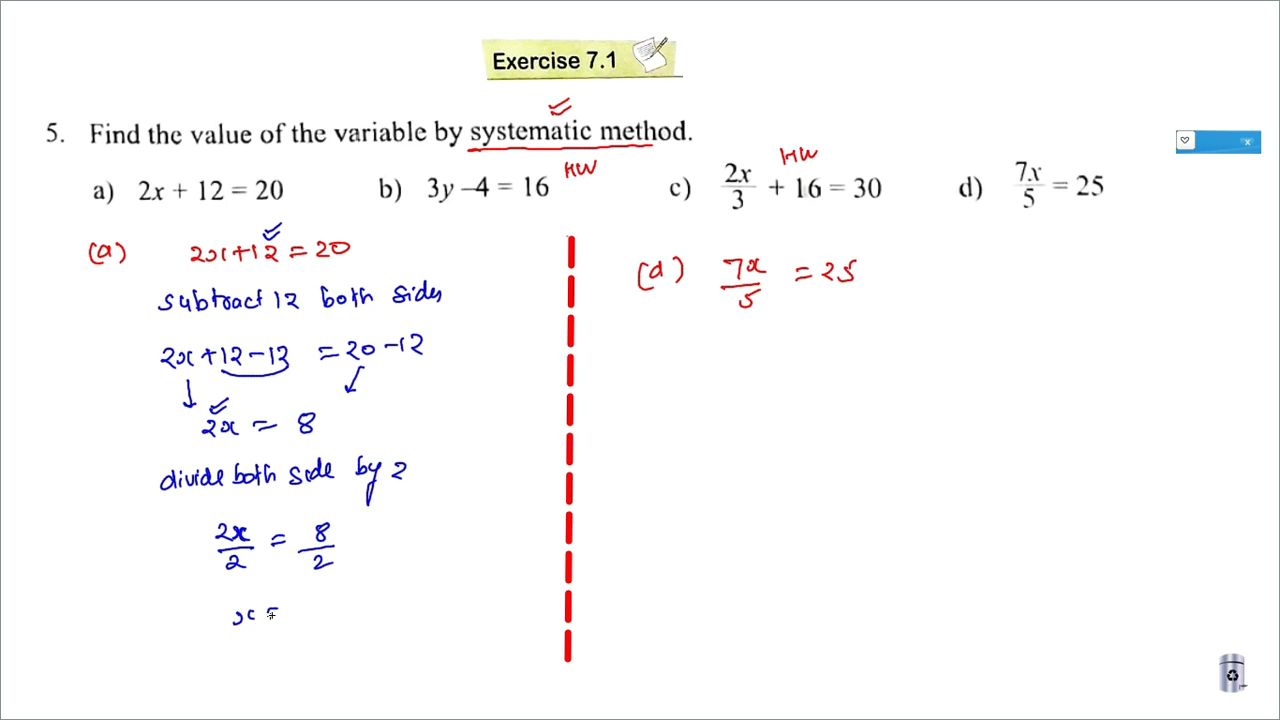 Exercise 7.1
5. Find the value of the variable by systematic method.
HW
HW
a) 2x + 12 = 20 b) 3y – 4 = 16 c) 2x/3 + 16 = 30 d) 7x/5 = 25
(a) 2x+12 = 20
subtract 12 both sides
2x+12-12 = 20-12
2x = 8
divide both side by 2
2x/2 = 8/2
x =
(d) 7x/5 = 25